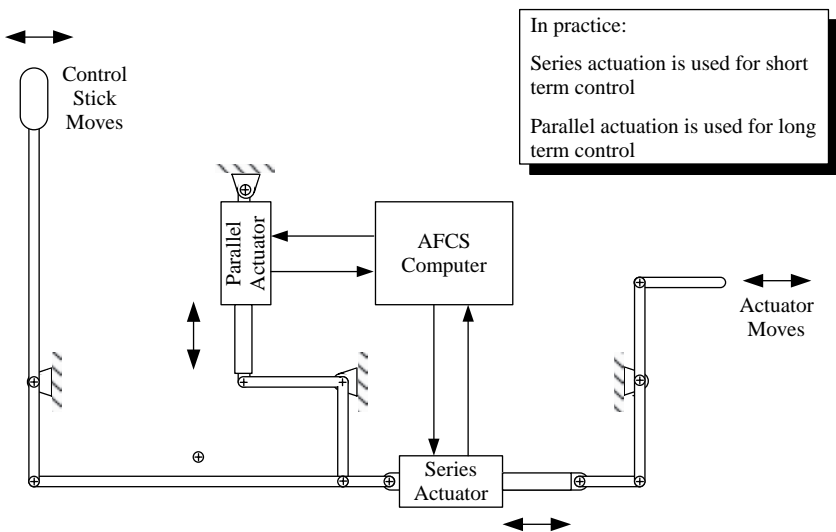 In practice:
Series actuation is used for short
term control
Parallel actuation is used for long
term control
Control
Stick
Moves
Parallel
Actuator
AFCS
Computer
Actuator
Moves
Series
Actuator